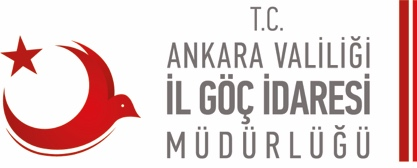 T.C.
ANKARA VALİLİĞİ
İL GÖÇ İDARESİ
MÜDÜRLÜĞÜ